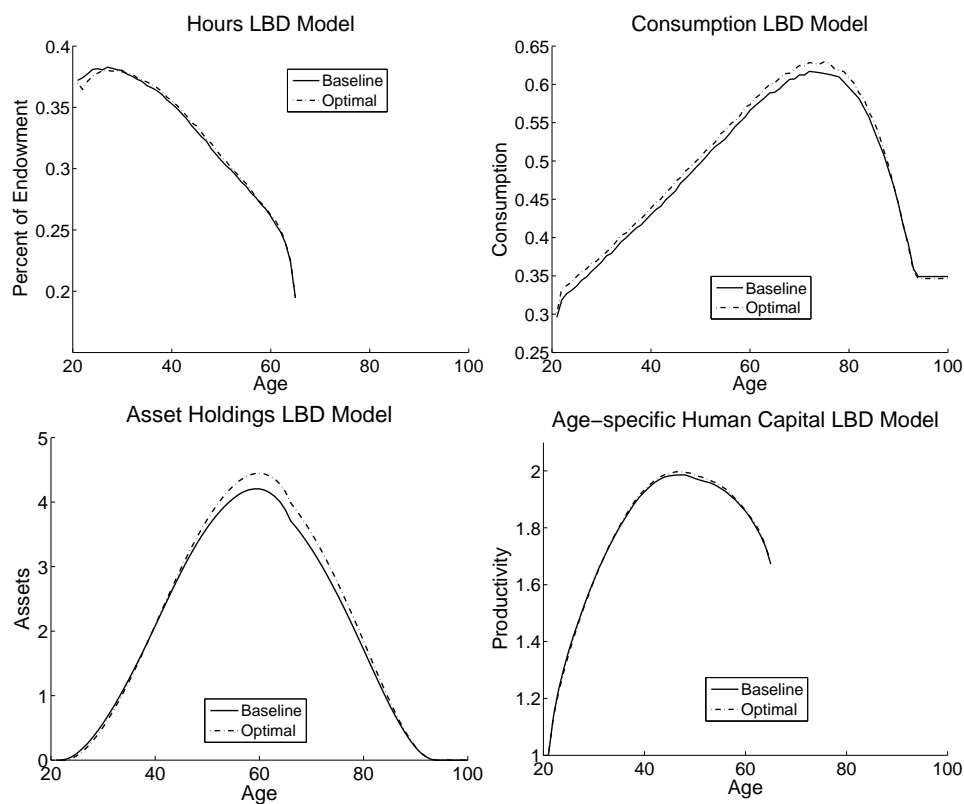 Hours LBD Model
Percent of Endowment
0.4
0.35
0.3
0.25
0.2
20 40 60 80 100
Age
Baseline
Optimal
Consumption LBD Model
Consumption
0.65
0.6
0.55
0.5
0.45
0.4
0.35
0.3
0.25
20 40 60 80 100
Age
Baseline
Optimal
Asset Holdings LBD Model
Assets
5
4
3
2
1
0
20 40 60 80 100
Age
Baseline
Optimal
Age−specific Human Capital LBD Model
Productivity
2
1.8
1.6
1.4
1.2
1
20 40 60 80 100
Age
Baseline
Optimal